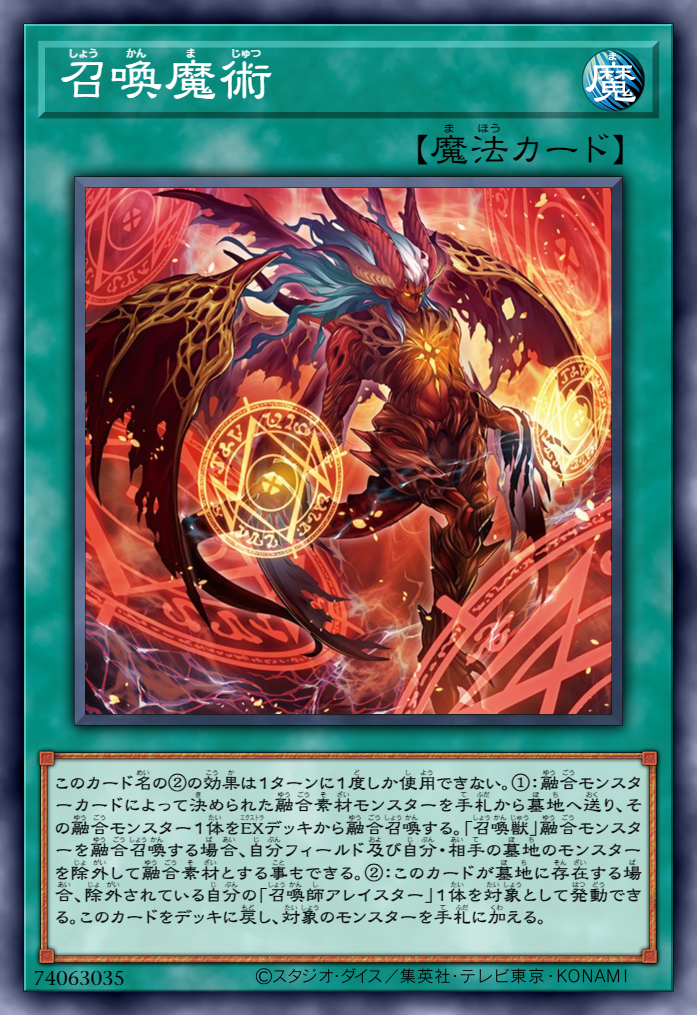 召喚魔術
魔
【魔法カード】
このカード名の②の効果は1ターンに1度しか使用できない。①:融合モンスタ
ーカードによって決められた融合素材モンスターを手札から墓地へ送り、そ
の融合モンスター1体をEXデッキから融合召喚する。「召喚獣」融合モンスタ
ーを融合召喚する場合、自分フィールド及び自分・相手の墓地のモンスター
を除外して融合素材とする事もできる。②:このカードが墓地に存在する場
合、除外されている自分の「召喚師アレイスター」1体を対象として発動でき
る。このカードをデッキに戻し、対象のモンスターを手札に加える。
74063035
©スタジオ・ダイス/集英社・テレビ東京・KONAMI